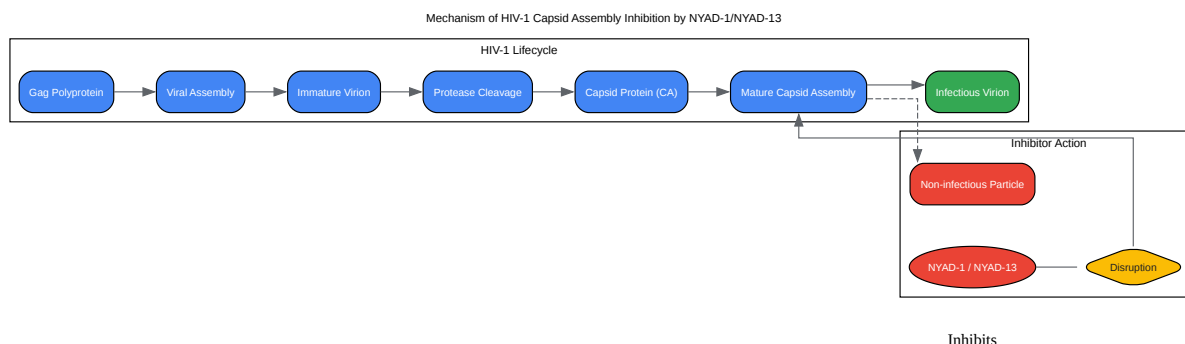 Mechanism of HIV-1 Capsid Assembly Inhibition by NYAD-1/NYAD-13
HIV-1 Lifecycle
Gag Polyprotein
Viral Assembly
Immature Virion
Protease Cleavage
Capsid Protein (CA)
Mature Capsid Assembly
Infectious Virion
Inhibitor Action
Non-infectious Particle
NYAD-1 / NYAD-13
Disruption
Inhibits